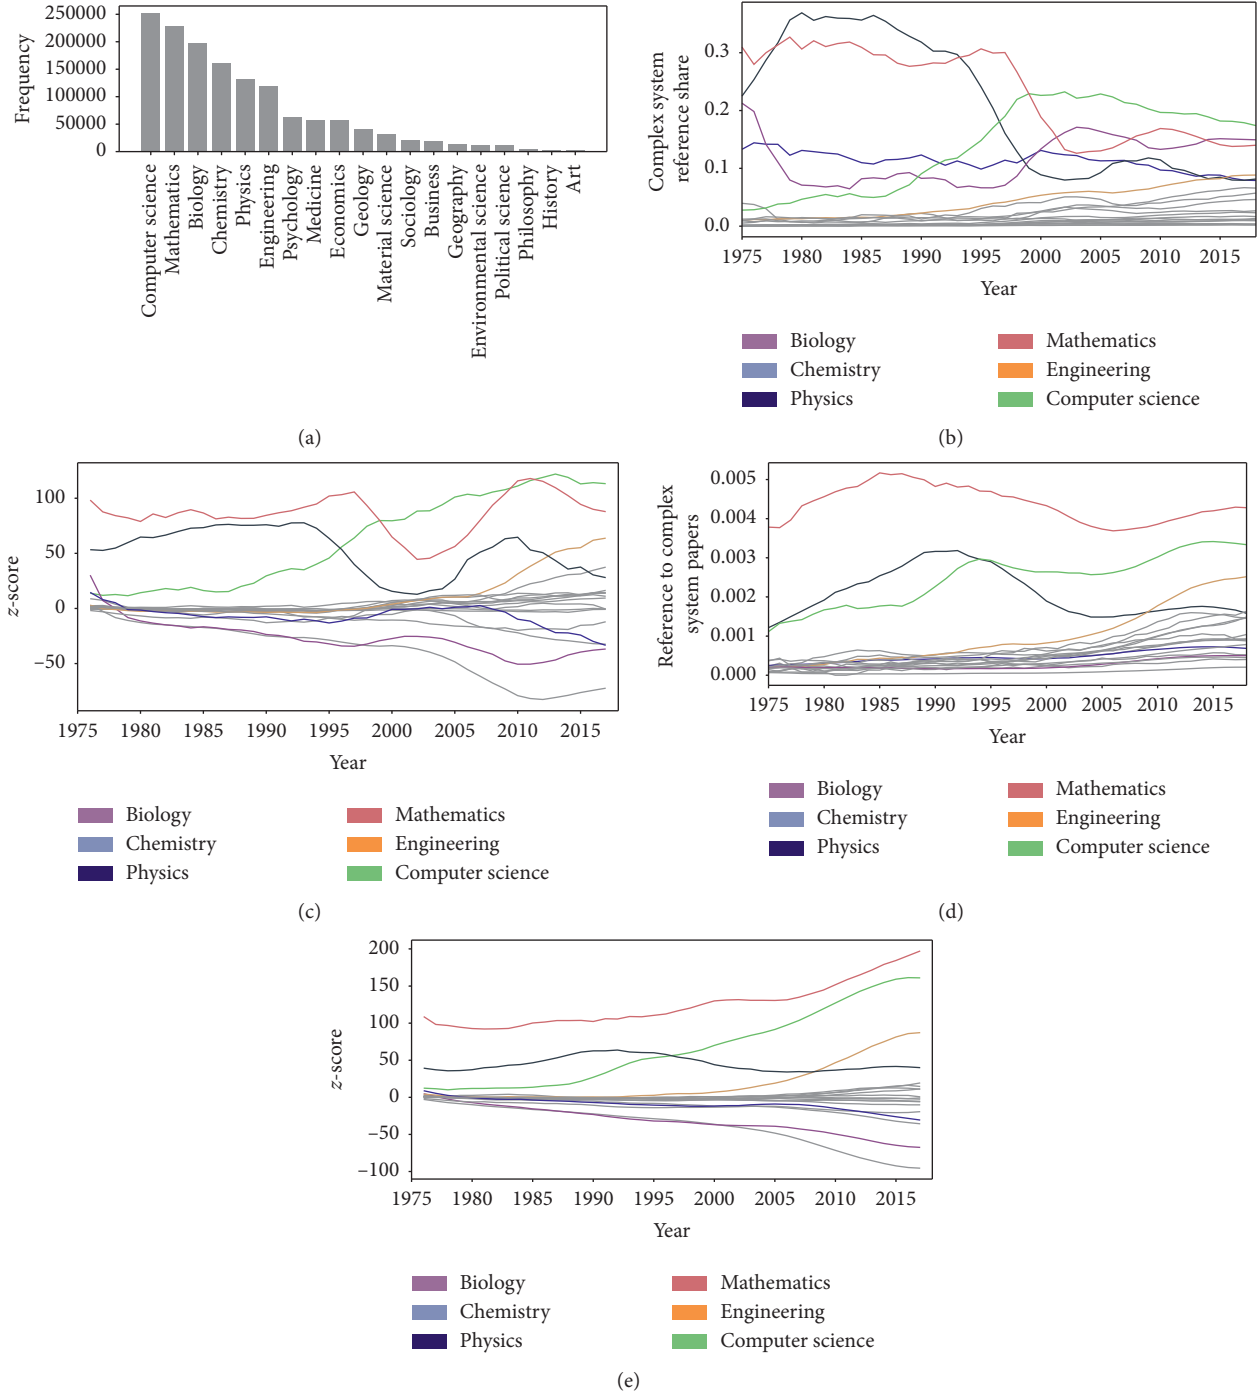 250000
200000
150000
100000
50000
0
Frequency
Computer science
Mathematics
Biology
Chemistry
Physics
Engineering
Psychology
Medicine
Economics
Geology
Material science
Sociology
Business
Geography
Environmental science
Political science
Philosophy
History
Art
(a)
0.3
0.2
0.1
0.0
Complex system
reference share
1975 1980 1985 1990 1995 2000 2005 2010 2015
Year
Biology
Chemistry
Physics
Mathematics
Engineering
Computer science
(b)
100
50
0
−50
z-score
1975 1980 1985 1990 1995 2000 2005 2010 2015
Year
Biology
Chemistry
Physics
Mathematics
Engineering
Computer science
(c)
0.005
0.004
0.003
0.002
0.001
0.000
Reference to complex
system papers
1975 1980 1985 1990 1995 2000 2005 2010 2015
Year
Biology
Chemistry
Physics
Mathematics
Engineering
Computer science
(d)
200
150
100
50
0
−50
−100
z-score
1975 1980 1985 1990 1995 2000 2005 2010 2015
Year
Biology
Chemistry
Physics
Mathematics
Engineering
Computer science
(e)